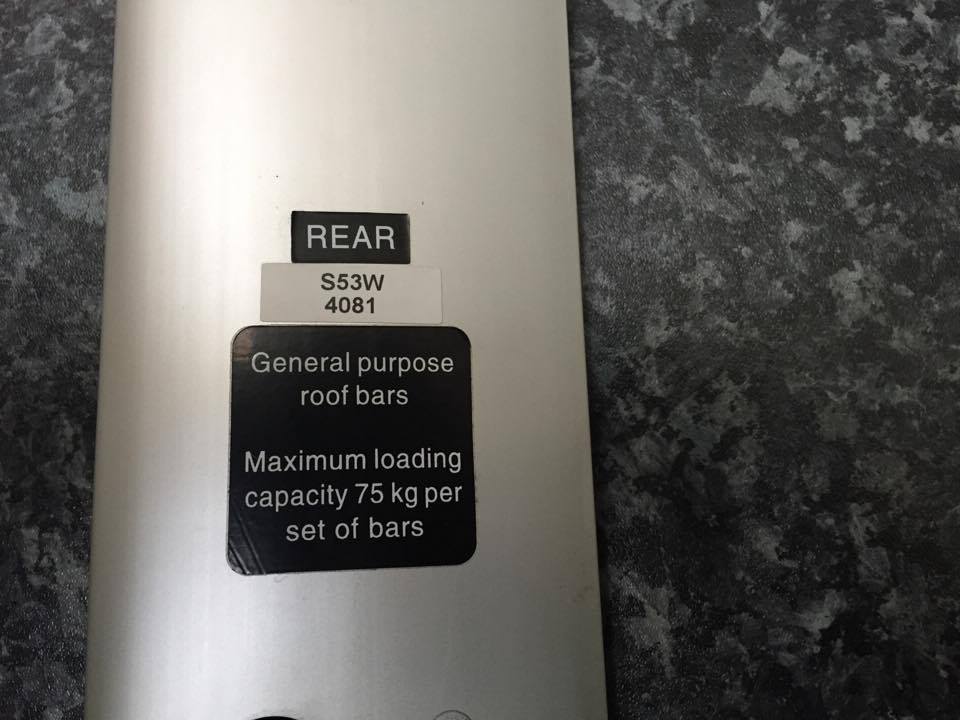 REAR
S53W
4081
General purpose
roof bars
Maximum loading
capacity 75 kg per
set of bars